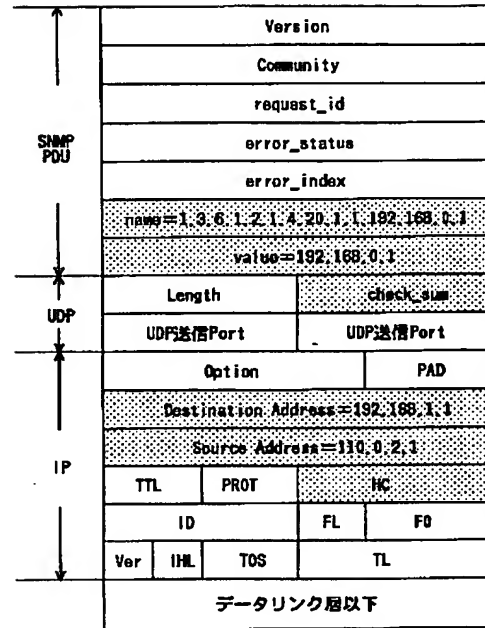 Version
Community
request_id
SNMP
PDU
error_status
error_index
name=1.3.6.1.2.1.4.20.1.1.192.168.0.1
value=192.168.0.1
UDP
Length check_sum
UDP送信Port UDP送信Port
Option PAD
Destination Address=192.168.1.1
Source Address=110.0.2.1
IP
TTL PROT HC
ID FL FO
Ver IHL TOS TL
データリンク層以下